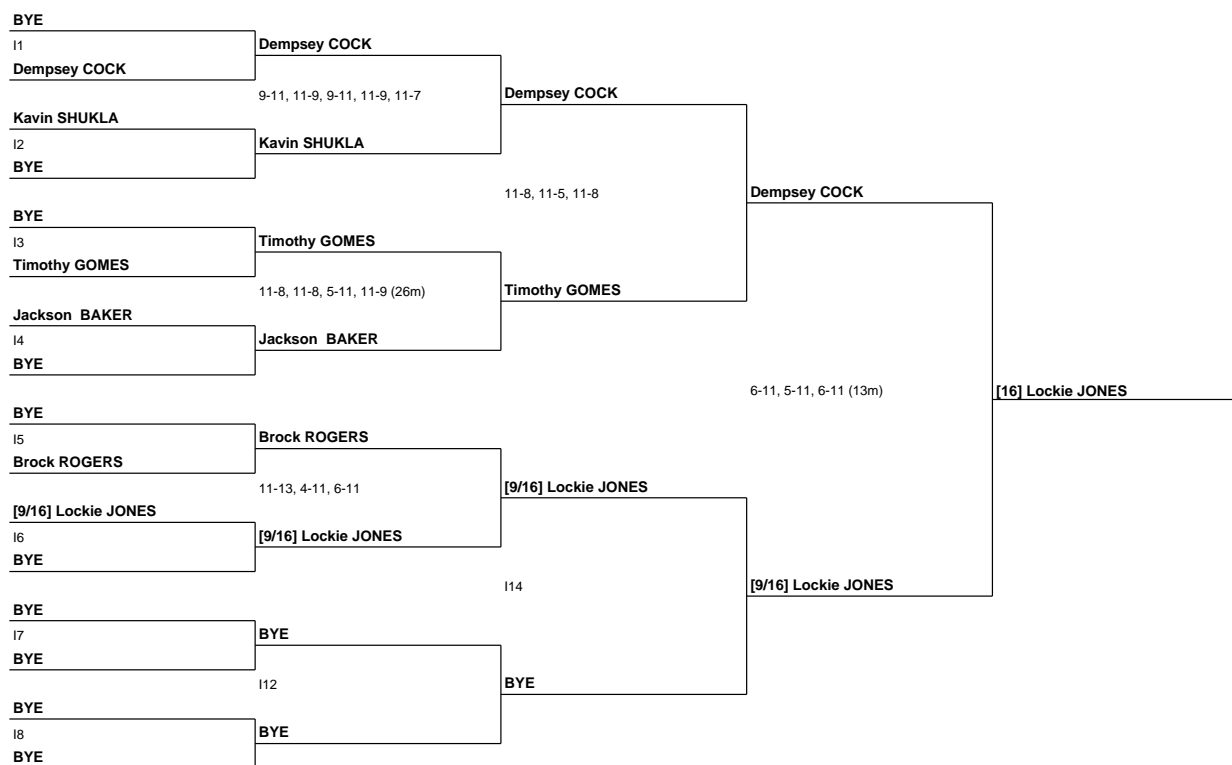 BYE
I1
Dempsey COCK
Kavin SHUKLA
I2
BYE
BYE
I3
Timothy GOMES
Jackson  BAKER
I4
BYE
BYE
I5
Brock ROGERS
[9/16] Lockie JONES
I6
BYE
BYE
I7
BYE
BYE
I8
BYE
Dempsey COCK
9-11, 11-9, 9-11, 11-9, 11-7
Kavin SHUKLA
Timothy GOMES
11-8, 11-8, 5-11, 11-9 (26m)
Jackson  BAKER
Brock ROGERS
11-13, 4-11, 6-11
[9/16] Lockie JONES
BYE
I12
BYE
Dempsey COCK
11-8, 11-5, 11-8
Timothy GOMES
[9/16] Lockie JONES
I14
BYE
Dempsey COCK
6-11, 5-11, 6-11 (13m)
[9/16] Lockie JONES
[16] Lockie JONES